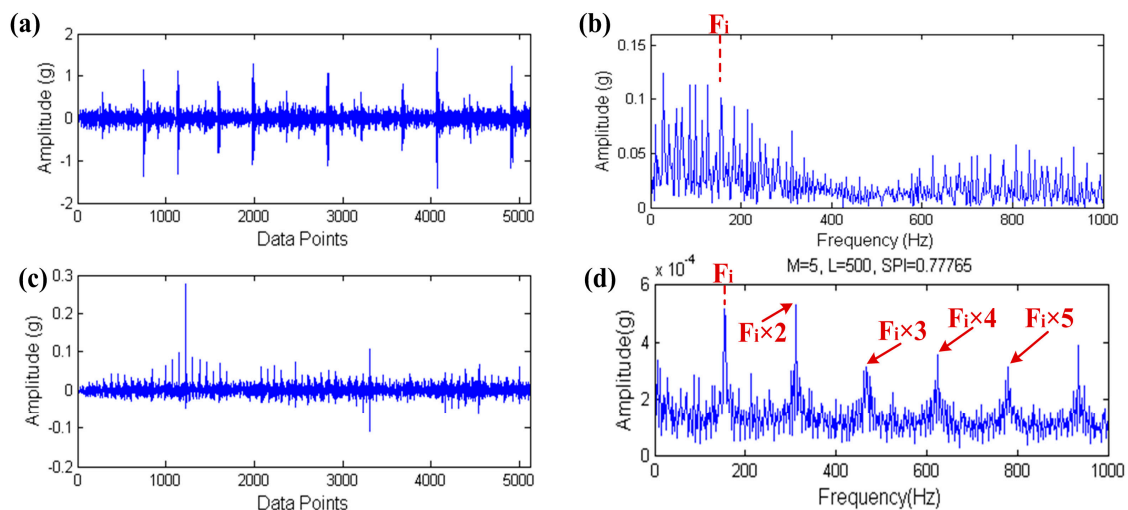 (a)
2
1
0
-1
-2
Amplitude (g)
0 1000 2000 3000 4000 5000
Data Points
(b)
Fi
0.15
0.1
0.05
0
Amplitude (g)
0 200 400 600 800 1000
Frequency (Hz)
(c)
0.3
0.2
0.1
0
-0.1
-0.2
Amplitude (g)
0 1000 2000 3000 4000 5000
Data Points
M=5, L=500, SPI=0.77765
(d)
x 10^-4
Fi
Fi×2
Fi×3
Fi×4
Fi×5
6
4
2
0
Amplitude(g)
0 200 400 600 800 1000
Frequency(Hz)